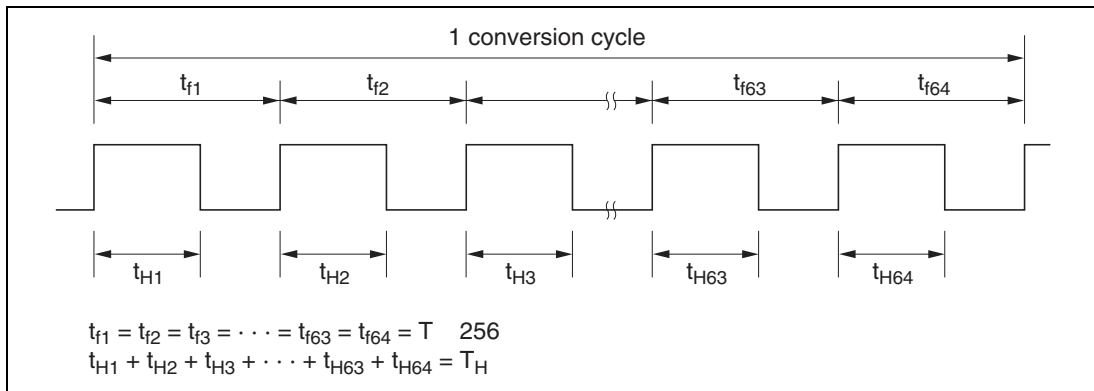 1 conversion cycle
tf1 tf2 tf63 tf64
tH1 tH2 tH3 tH63 tH64
tf1 = tf2 = tf3 = · · · = tf63 = tf64 = T 256
tH1 + tH2 + tH3 + · · · + tH63 + tH64 = TH